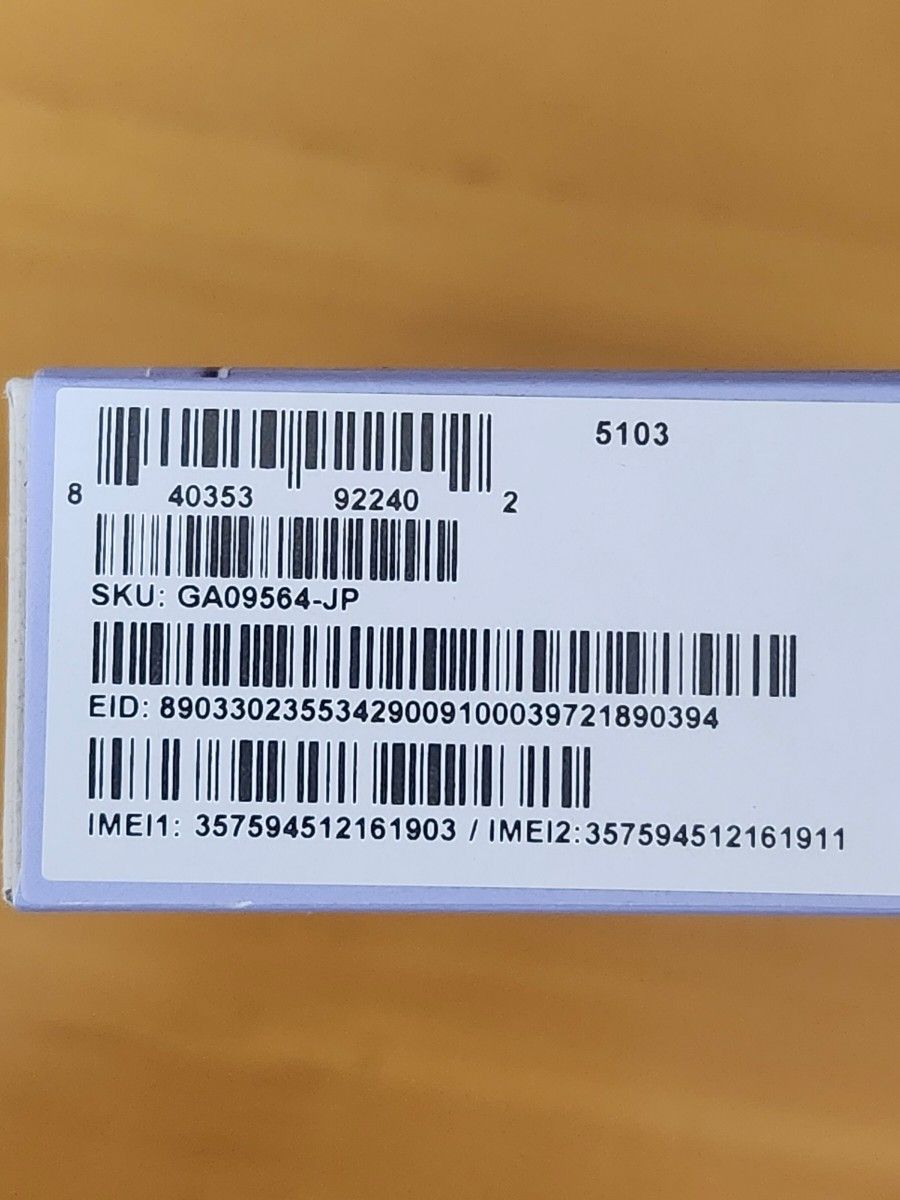 5103
8 40353 92240 2
SKU: GA09564-JP
EID: 89033023553429009100039721890394
IMEI1: 357594512161903 / IMEI2:357594512161911